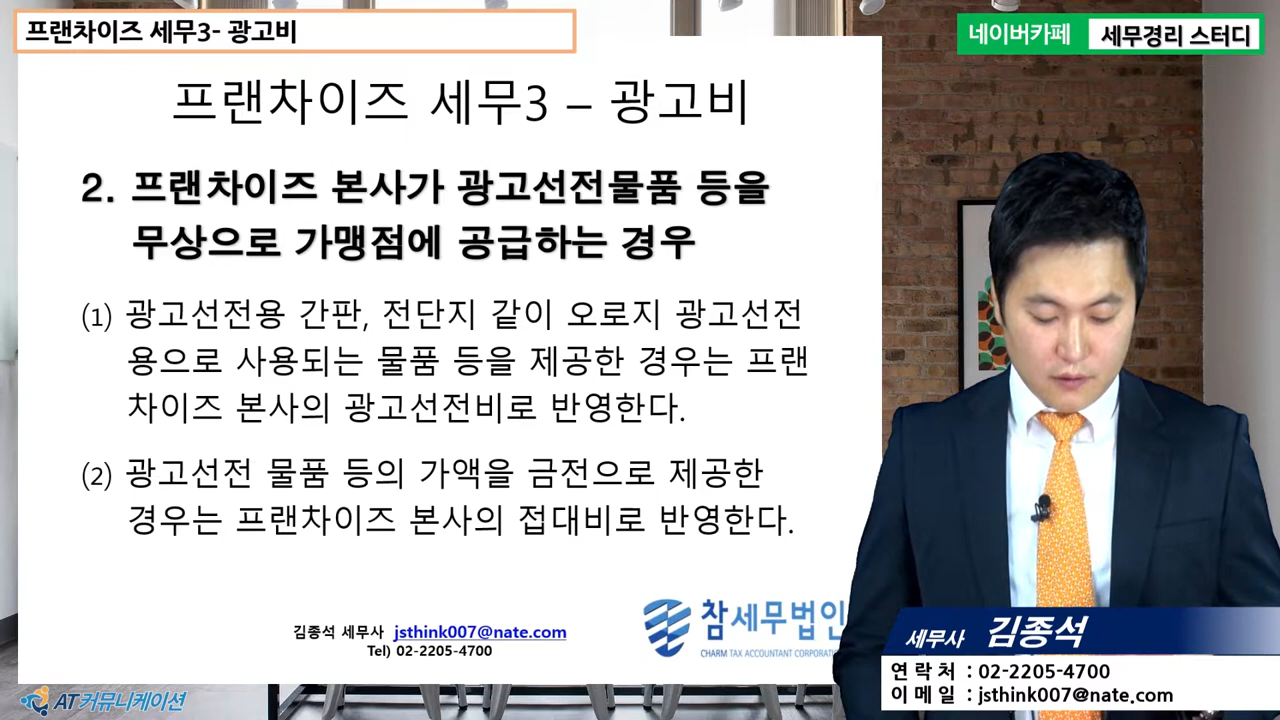 프랜차이즈 세무3- 광고비
네이버카페 세무경리 스터디
프랜차이즈 세무3 – 광고비
2. 프랜차이즈 본사가 광고선전물품 등을
무상으로 가맹점에 공급하는 경우
(1) 광고선전용 간판, 전단지 같이 오로지 광고선전
용으로 사용되는 물품 등을 제공한 경우는 프랜
차이즈 본사의 광고선전비로 반영한다.
(2) 광고선전 물품 등의 가액을 금전으로 제공한
경우는 프랜차이즈 본사의 접대비로 반영한다.
김종석 세무사 jsthink007@nate.com
Tel) 02-2205-4700
참세무법인
CHARM TAX ACCOUNTANT CORPORATION
세무사 김종석
연락처 : 02-2205-4700
이메일 : jsthink007@nate.com
AT커뮤니케이션